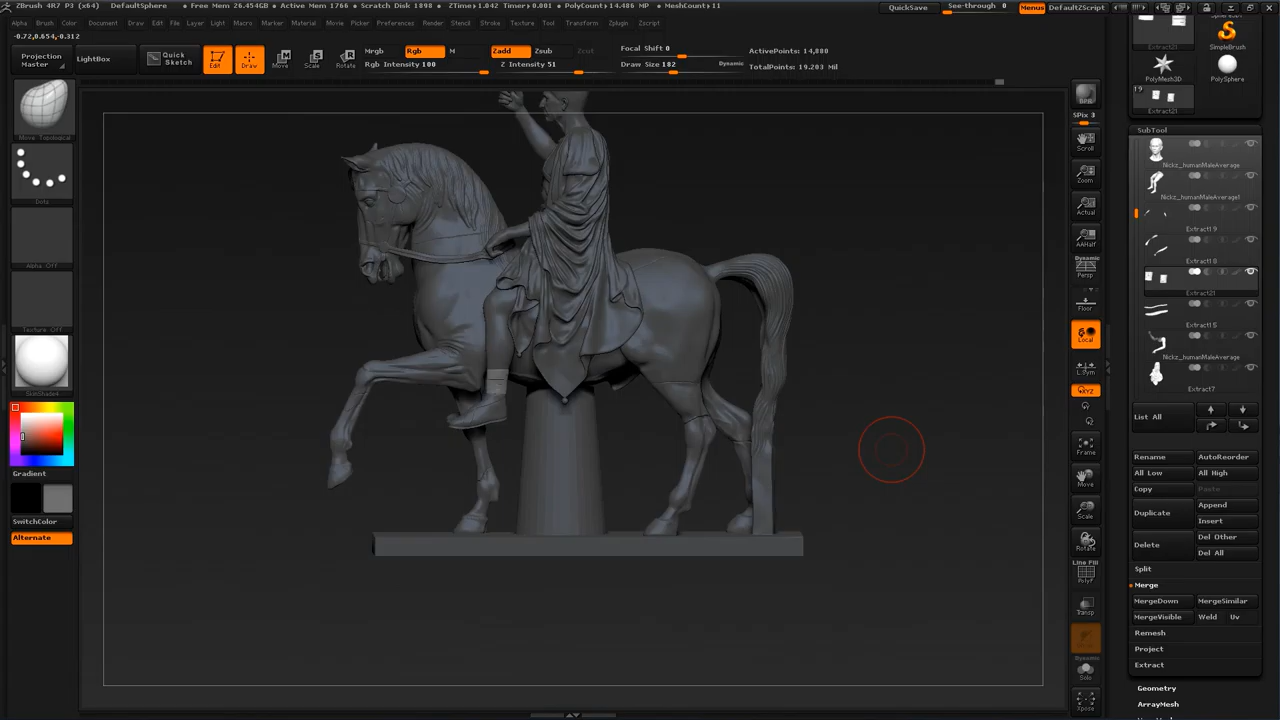 ZBrush 4R7 P3 (x64) DefaultSphere • Free Mem 26.454GB • Active Mem 1766 • Scratch Disk 1898 • ZTime▸1.042 Timer▸0.001 • PolyCount▸14.486 MP • MeshCount▸11
QuickSave See-through 0 Menus DefaultZScript
Alpha Brush Color Document Draw Edit File Layer Light Macro Marker Material Movie Picker Preferences Render Stencil Stroke Texture Tool Transform Zplugin Zscript
-0.72,0.654,-0.312
Projection Master
LightBox
Quick Sketch
Edit
Draw
Move
Scale
Rotate
Mrgb Rgb M
Rgb Intensity 100
Zadd Zsub Zcut
Z Intensity 51
Focal Shift 0
Draw Size 182 Dynamic
ActivePoints: 14,880
TotalPoints: 19.203 Mil
Move Topological
Dots
Alpha Off
Texture Off
SkinShade4
Gradient
SwitchColor
Alternate
SPix 3
Scroll
Zoom
Actual
AAHalf
Dynamic
Persp
Floor
Local
L.Sym
XYZ
Frame
Move
Scale
Rotate
Line Fill
PolyF
Transp
Dynamic
Solo
Xpose
Extract21
SimpleBrush
PolyMesh3D
PolySphere
19
Extract21
SubTool
Nickz_humanMaleAverage
Nickz_humanMaleAverage1
Extract19
Extract18
Extract21
Extract15
Nickz_humanMaleAverage
Extract7
List All
Rename AutoReorder
All Low All High
Copy Paste
Duplicate Append
Insert
Delete Del Other
Del All
Split
Merge
MergeDown MergeSimilar
MergeVisible Weld Uv
Remesh
Project
Extract
Geometry
ArrayMesh